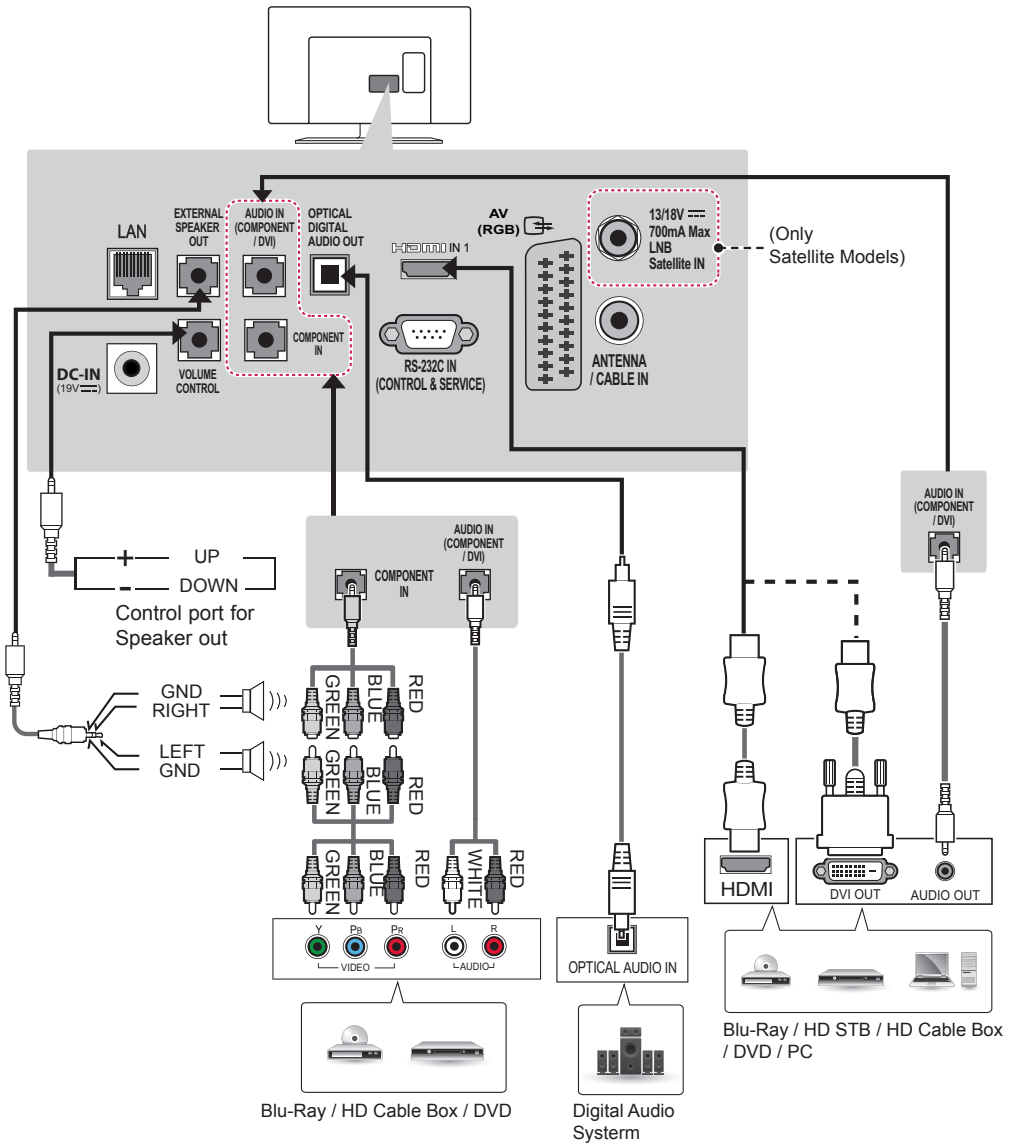 LAN
EXTERNAL
SPEAKER
OUT
AUDIO IN
(COMPONENT
/ DVI)
OPTICAL
DIGITAL
AUDIO OUT
HDMI IN 1
AV
(RGB)
13/18V
700mA Max
LNB
Satellite IN
(Only
Satellite Models)
DC-IN
(19V)
VOLUME
CONTROL
COMPONENT
IN
RS-232C IN
(CONTROL & SERVICE)
ANTENNA
/ CABLE IN
AUDIO IN
(COMPONENT
/ DVI)
+ UP
- DOWN
Control port for
Speaker out
COMPONENT
IN
AUDIO IN
(COMPONENT
/ DVI)
GND
RIGHT
LEFT
GND
GREEN
BLUE
RED
GREEN
BLUE
RED
GREEN
BLUE
RED
WHITE
RED
Y
PB
PR
VIDEO
L
R
AUDIO
OPTICAL AUDIO IN
HDMI
DVI OUT
AUDIO OUT
Blu-Ray / HD Cable Box / DVD
Digital Audio
Systerm
Blu-Ray / HD STB / HD Cable Box
/ DVD / PC